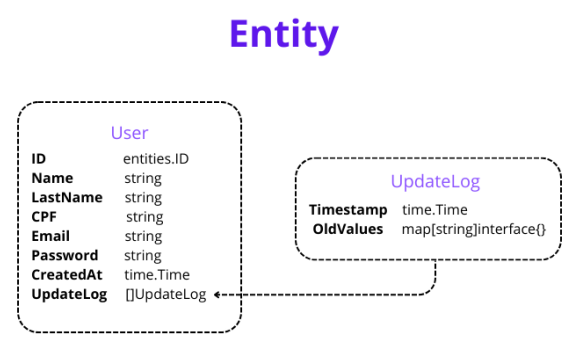 Entity
User
ID entities.ID
Name string
LastName string
CPF string
Email string
Password string
CreatedAt time.Time
UpdateLog []UpdateLog
UpdateLog
Timestamp time.Time
OldValues map[string]interface{}